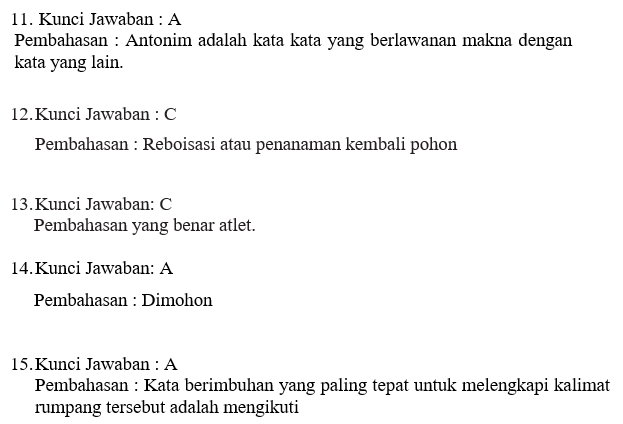 11. Kunci Jawaban : A
Pembahasan : Antonim adalah kata kata yang berlawanan makna dengan
kata yang lain.
12. Kunci Jawaban : C
Pembahasan : Reboisasi atau penanaman kembali pohon
13. Kunci Jawaban: C
Pembahasan yang benar atlet.
14. Kunci Jawaban: A
Pembahasan : Dimohon
15. Kunci Jawaban : A
Pembahasan : Kata berimbuhan yang paling tepat untuk melengkapi kalimat
rumpang tersebut adalah mengikuti